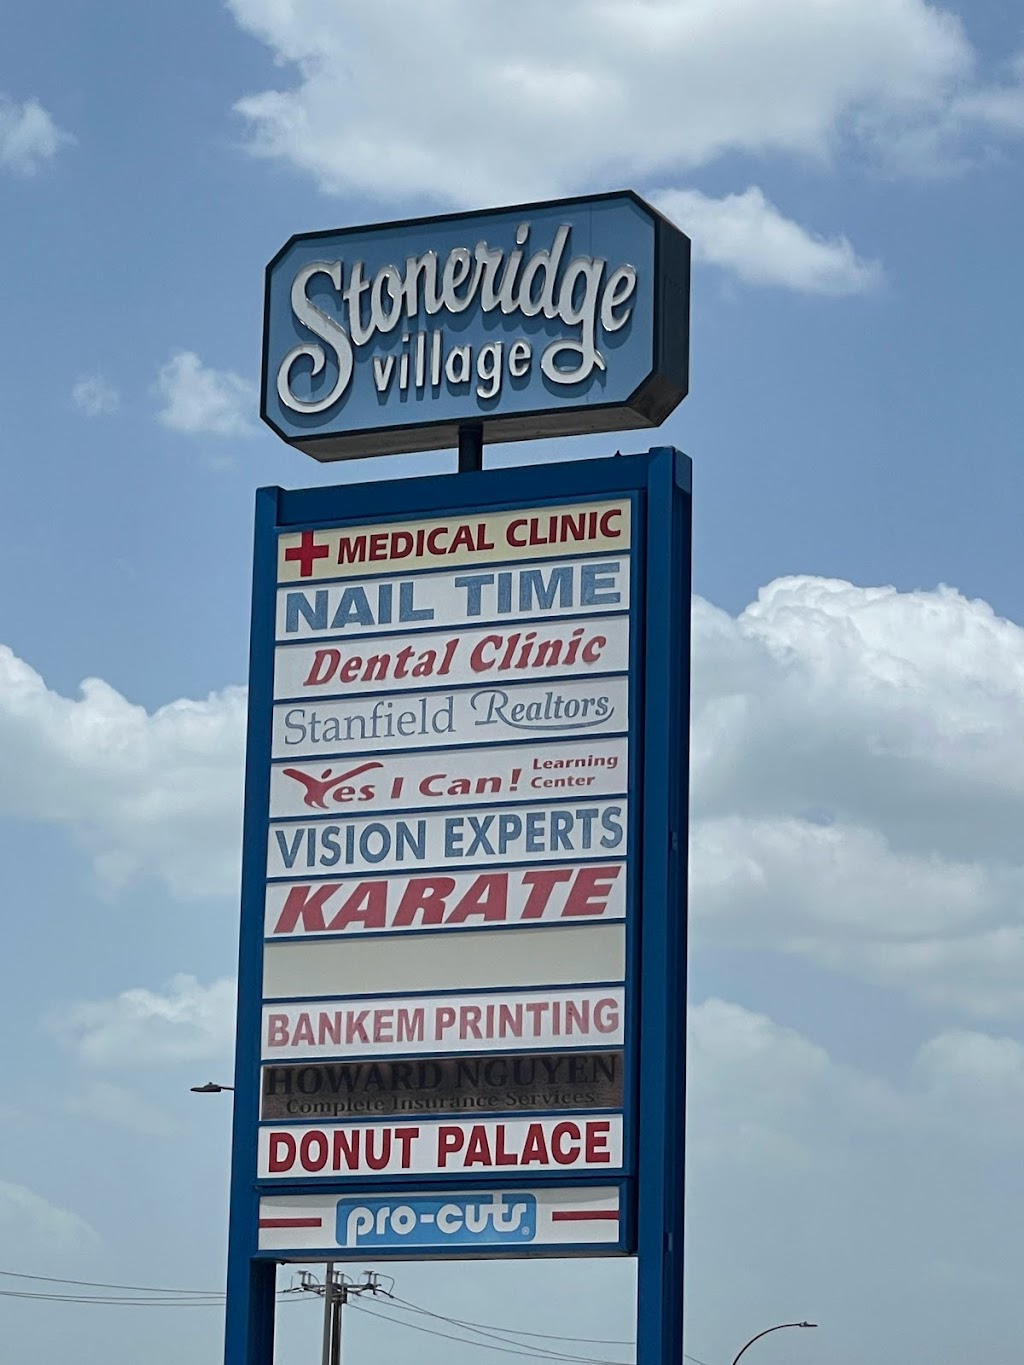 Stoneridge
village
MEDICAL CLINIC
NAIL TIME
Dental Clinic
Stanfield Realtors
Yes I Can! Learning
Center
VISION EXPERTS
KARATE
BANKEM PRINTING
HOWARD NGUYEN
Complete Insurance Services
DONUT PALACE
pro-cuts®